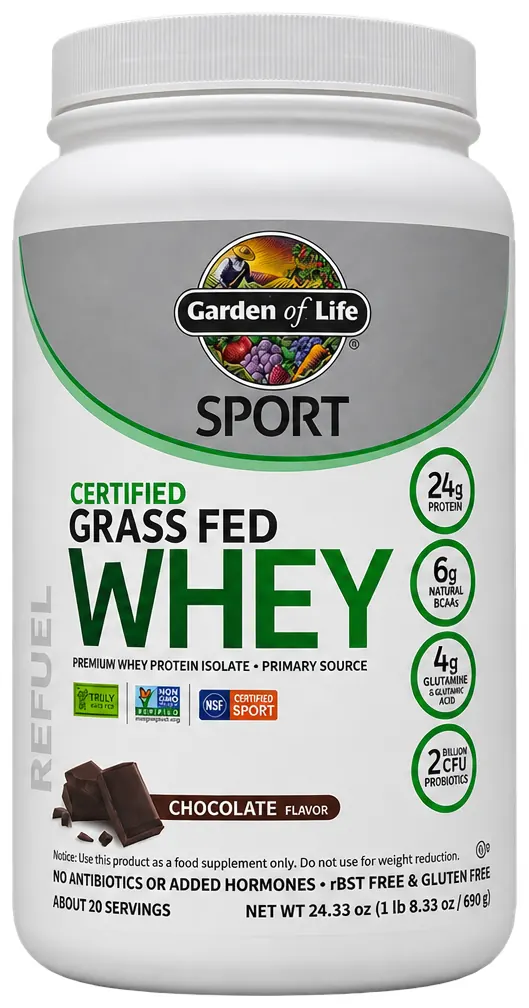 Garden of Life
®
SPORT
CERTIFIED
GRASS FED
WHEY
24g
PROTEIN
6g
NATURAL
BCAAs
4g
GLUTAMINE
& GLUTAMIC
ACID
2 BILLION
CFU
PROBIOTICS
REFUEL
PREMIUM WHEY PROTEIN ISOLATE • PRIMARY SOURCE
TRULY
NON
GMO
NSF
CERTIFIED
SPORT
CHOCOLATE FLAVOR
Notice: Use this product as a food supplement only. Do not use for weight reduction.
NO ANTIBIOTICS OR ADDED HORMONES • rBST FREE & GLUTEN FREE
ABOUT 20 SERVINGS
NET WT 24.33 oz (1 lb 8.33 oz / 690 g)